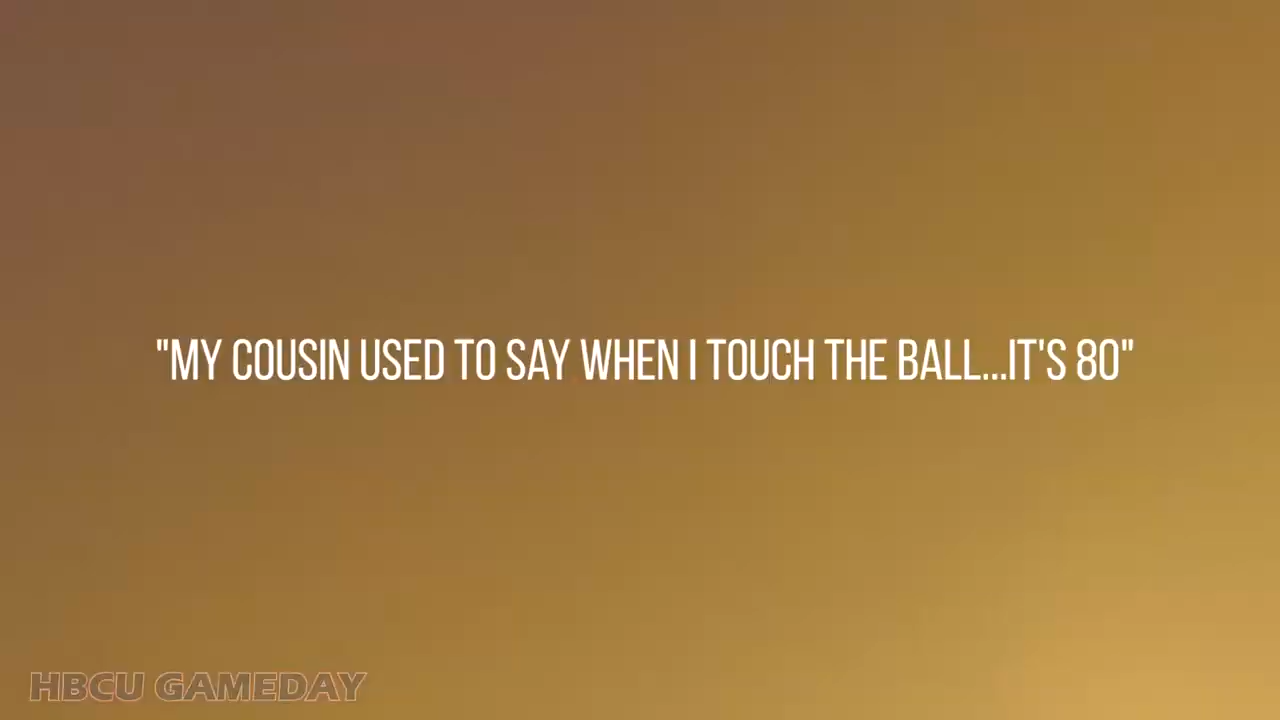 "MY COUSIN USED TO SAY WHEN I TOUCH THE BALL...IT'S 80"
HBCU GAMEDAY